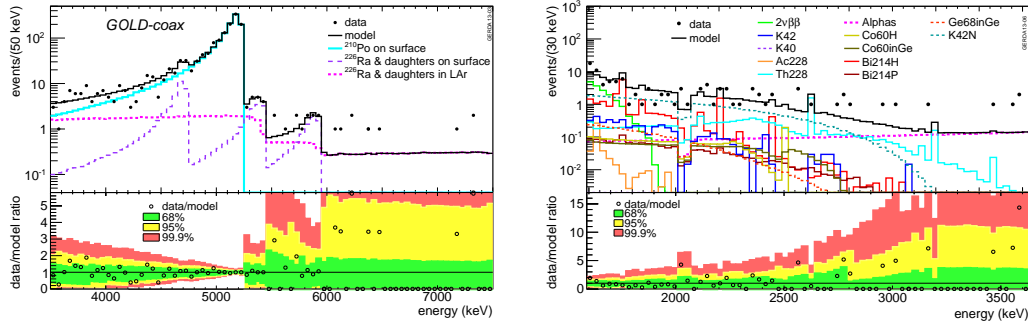 events/(50 keV)
10²
10
1
10⁻¹
GOLD-coax
data
model
²¹⁰Po on surface
²²⁶Ra & daughters on surface
²²⁶Ra & daughters in LAr
GERDA13-06
data/model ratio
5
4
3
2
1
0
data/model
68%
95%
99.9%
4000 5000 6000 7000
energy (keV)
events/(30 keV)
10³
10²
10
1
10⁻¹
10⁻²
data
model
2νββ
K42
K40
Ac228
Th228
Alphas
Co60H
Co60inGe
Bi214H
Bi214P
Ge68inGe
K42N
data/model ratio
15
10
5
0
data/model
68%
95%
99.9%
2000 2500 3000 3500
energy (keV)